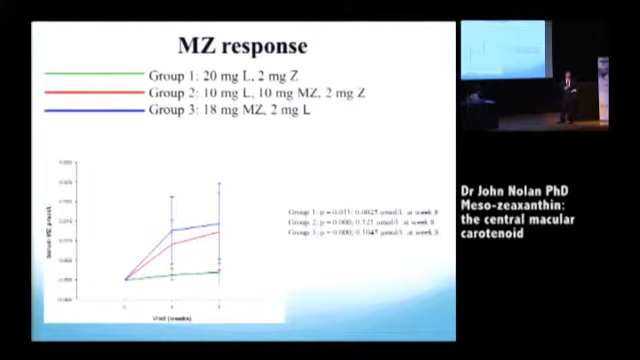 MZ response
Group 1: 20 mg L, 2 mg Z
Group 2: 10 mg L, 10 mg MZ, 2 mg Z
Group 3: 18 mg MZ, 2 mg L
Group 1: p = 0.011; 0.0025 μmol/L at week 8
Group 2: p = 0.000; 0.121 μmol/L at week 8
Group 3: p = 0.000; 0.1045 μmol/L at week 8
Serum MZ μmol/L
Visit (weeks)
Dr John Nolan PhD
Meso-zeaxanthin:
the central macular
carotenoid